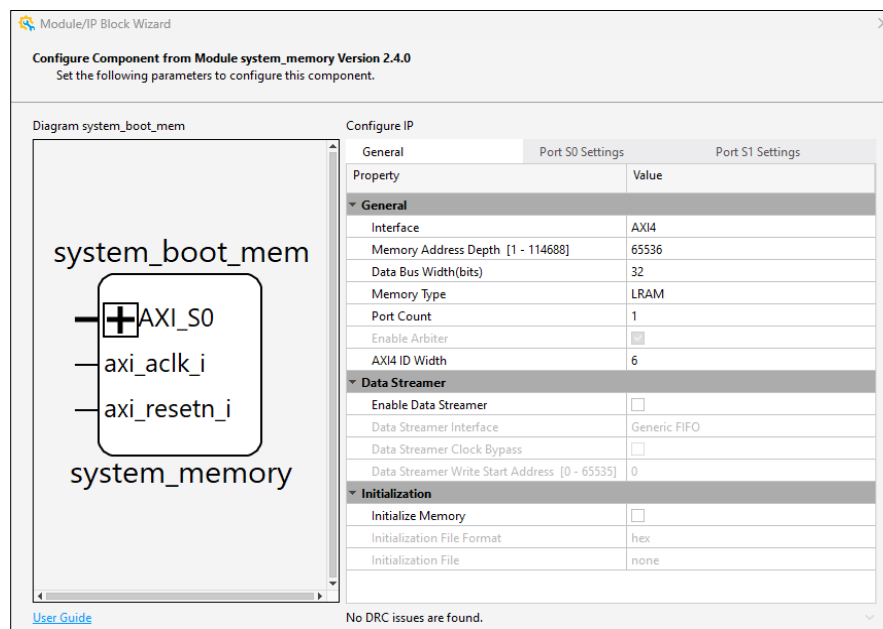 Module/IP Block Wizard
Configure Component from Module system_memory Version 2.4.0
Set the following parameters to configure this component.
Diagram system_boot_mem
system_boot_mem
AXI_S0
axi_aclk_i
axi_resetn_i
system_memory
User Guide
Configure IP
General Port S0 Settings Port S1 Settings
Property Value
General
Interface AXI4
Memory Address Depth [1 - 114688] 65536
Data Bus Width(bits) 32
Memory Type LRAM
Port Count 1
Enable Arbiter
AXI4 ID Width 6
Data Streamer
Enable Data Streamer
Data Streamer Interface Generic FIFO
Data Streamer Clock Bypass
Data Streamer Write Start Address [0 - 65535] 0
Initialization
Initialize Memory
Initialization File Format hex
Initialization File none
No DRC issues are found.